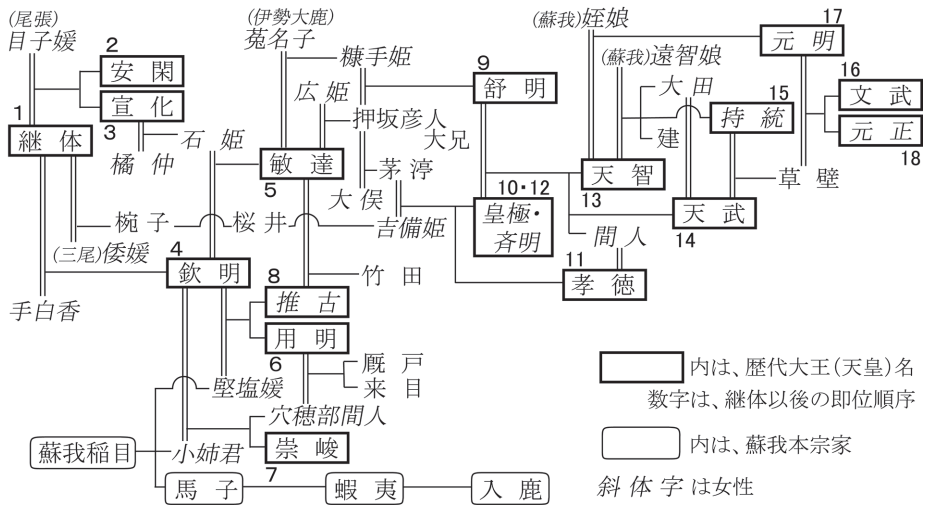 (尾張)
目子媛
2
安閑
宣化
3
1
継体
橘仲
石姫
(伊勢大鹿)
菟名子
糠手姫
広姫
押坂彦人
大兄
敏達
5
茅渟
大俣
9
舒明
(蘇我)姪娘
(蘇我)遠智娘
大田
建
17
元明
16
文武
15
持統
元正
18
10・12
皇極・
斉明
天智
13
草壁
天武
14
椀子
桜井
吉備姫
間人
(三尾)倭媛
4
欽明
竹田
11
孝徳
8
推古
手白香
用明
6
厩戸
来目
堅塩媛
穴穂部間人
蘇我稲目
小姉君
崇峻
7
馬子
蝦夷
入鹿
内は、歴代大王(天皇)名
数字は、継体以後の即位順序
内は、蘇我本宗家
斜体字は女性